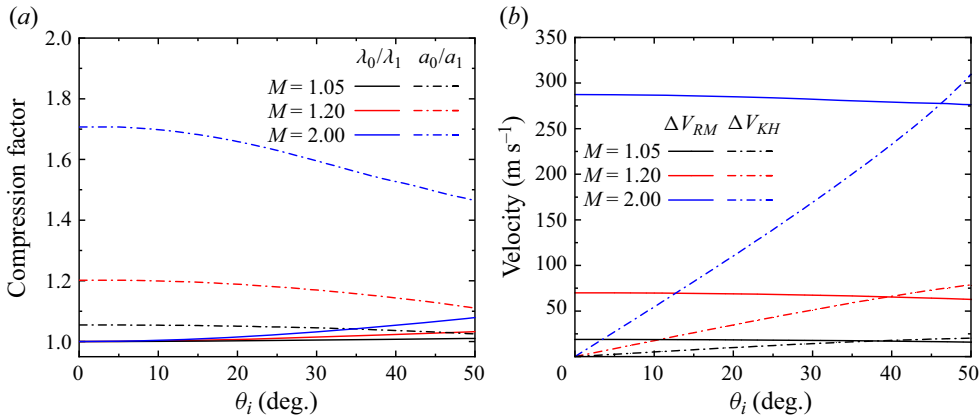 (a)
2.0
1.8
1.6
1.4
1.2
1.0
Compression factor
λ0/λ1 a0/a1
M = 1.05
M = 1.20
M = 2.00
0 10 20 30 40 50
θi (deg.)
(b)
350
300
250
200
150
100
50
0
Velocity (m s−1)
ΔVRM ΔVKH
M = 1.05
M = 1.20
M = 2.00
10 20 30 40 50
θi (deg.)